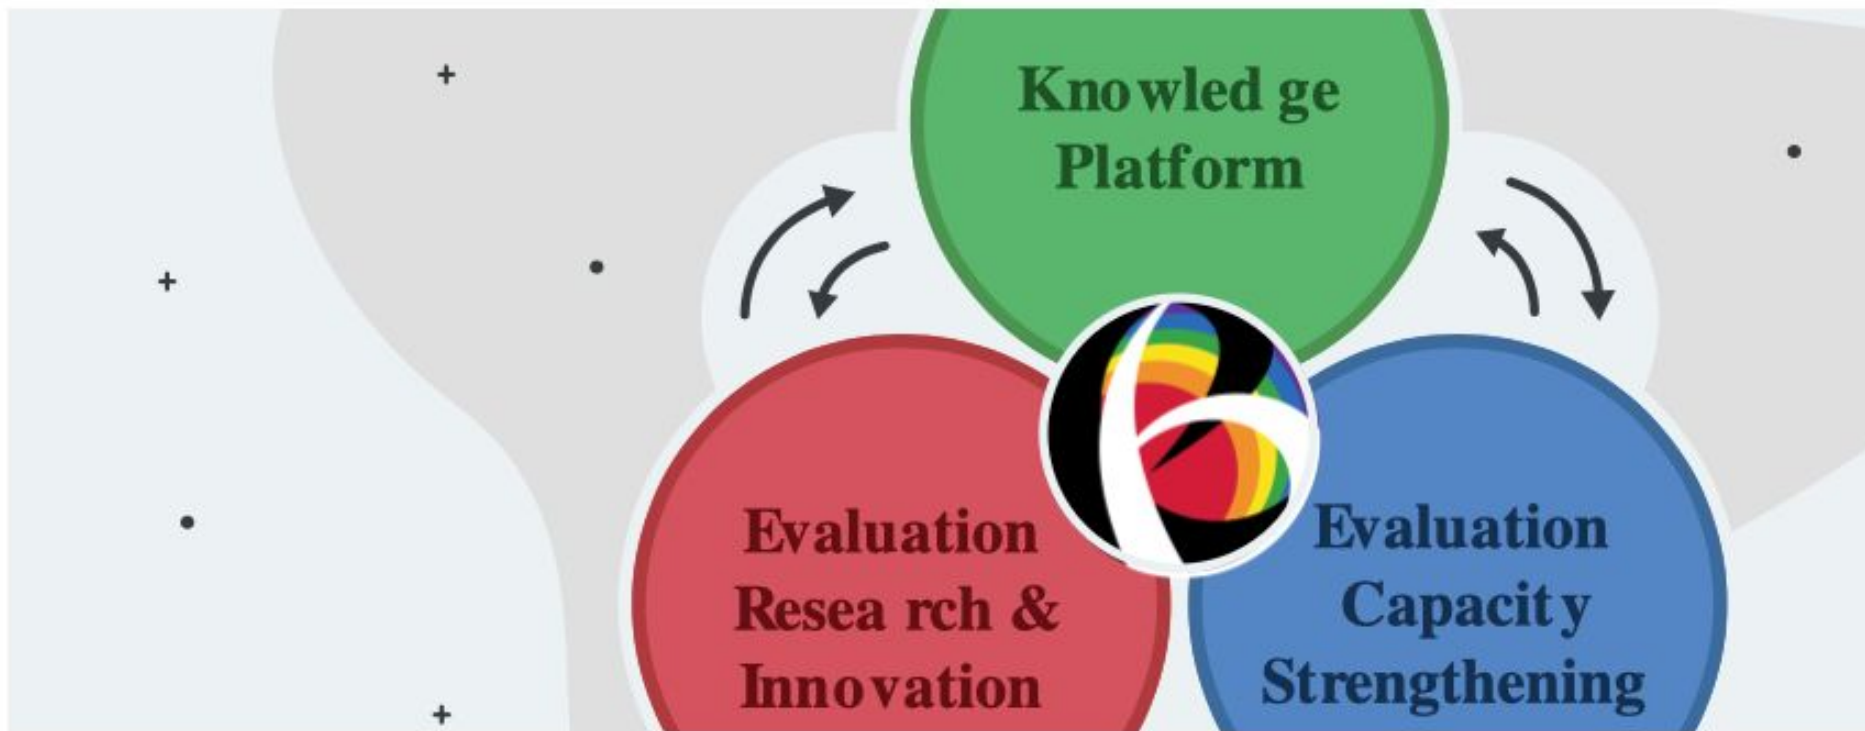 Knowled ge
Platform
Evaluation
Resea rch &
Innovation
Evaluation
Capacit y
Strengthening